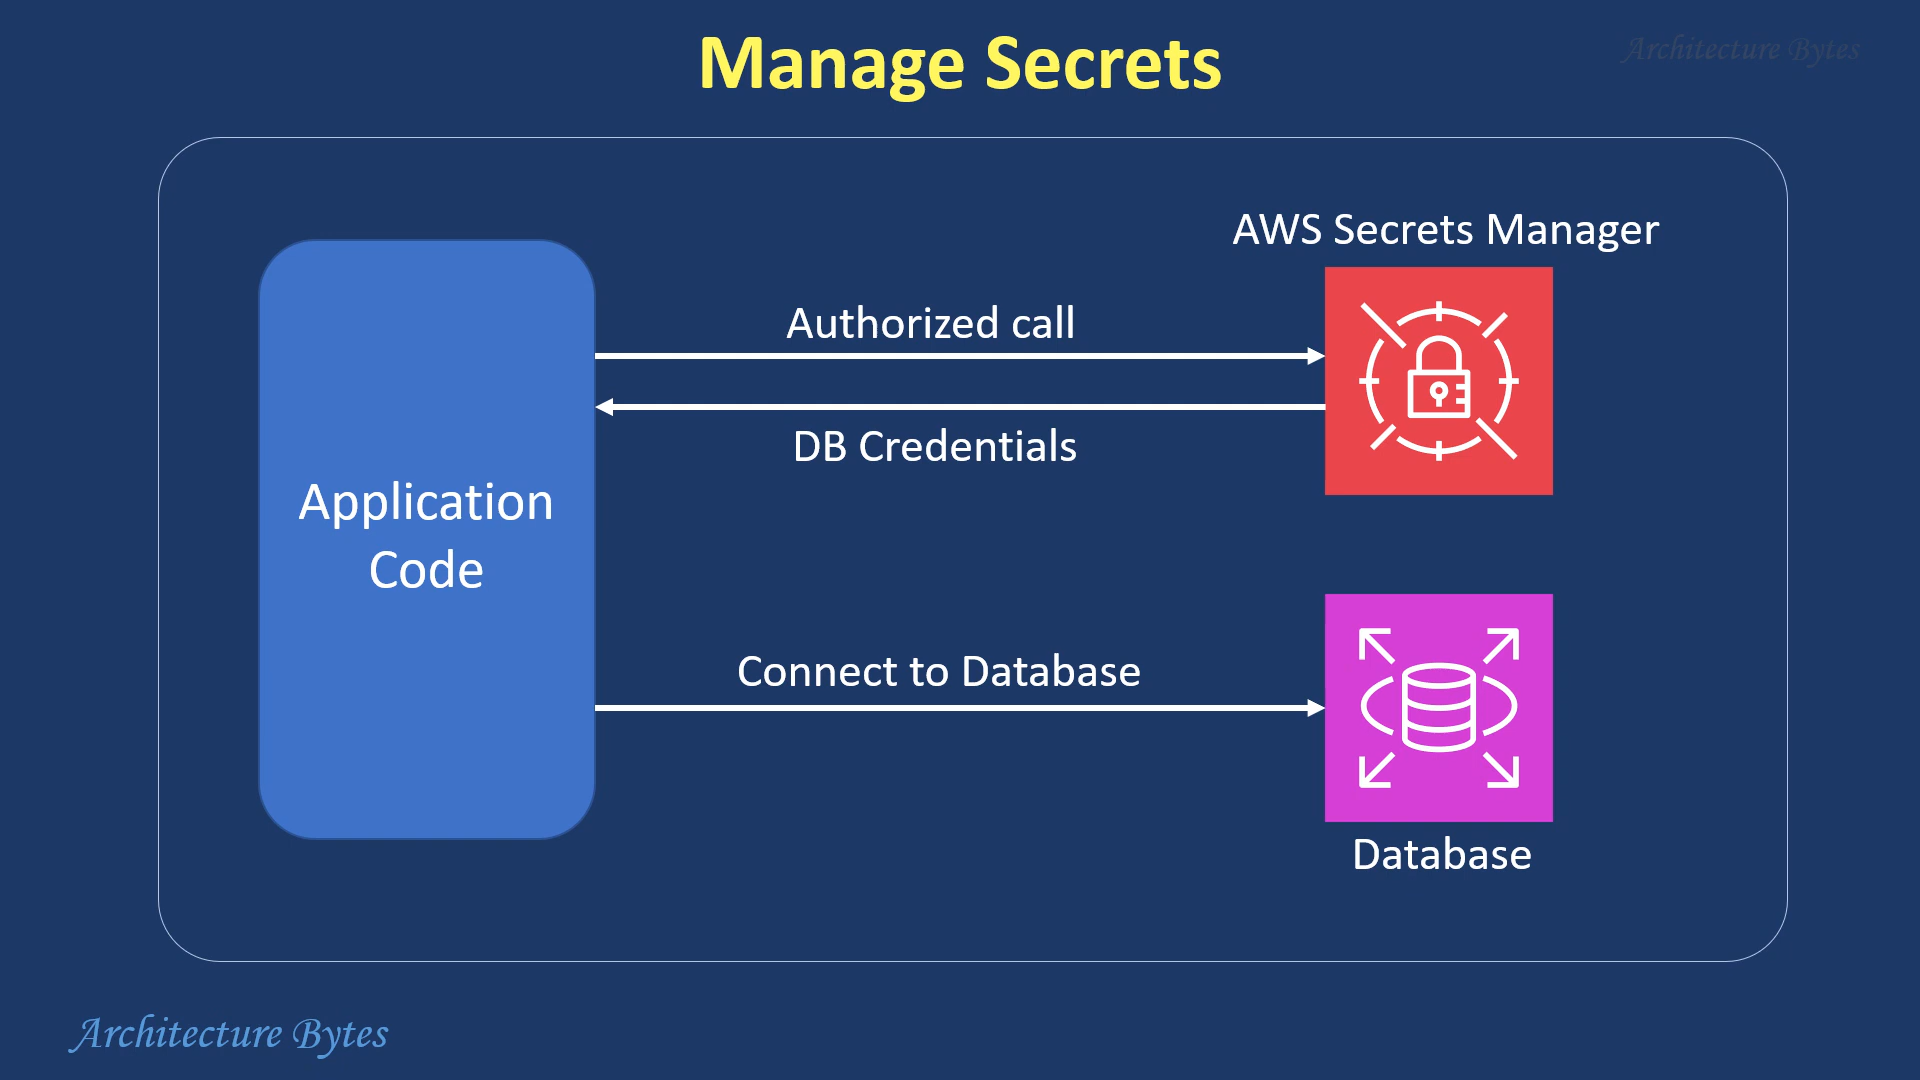 Manage Secrets
Architecture Bytes
AWS Secrets Manager
Authorized call
DB Credentials
Application
Code
Connect to Database
Database
Architecture Bytes